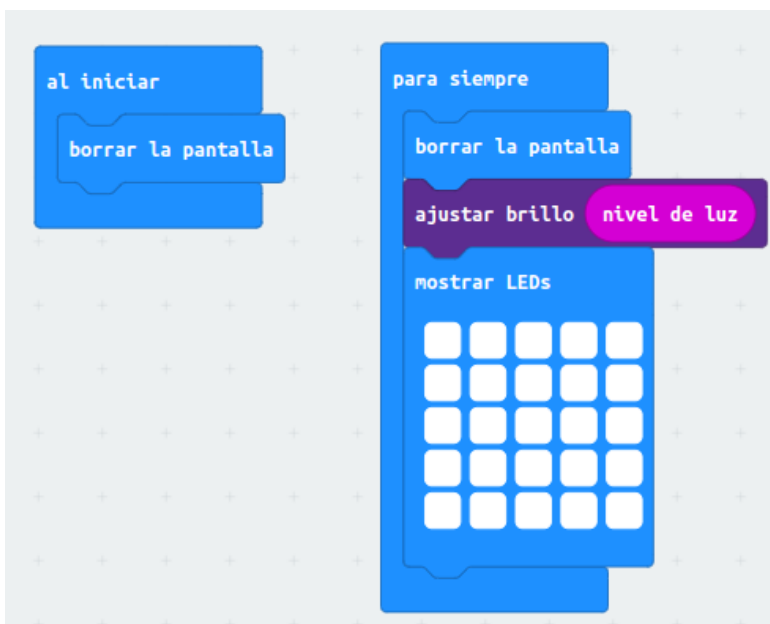 al iniciar
borrar la pantalla
para siempre
borrar la pantalla
ajustar brillo nivel de luz
mostrar LEDs